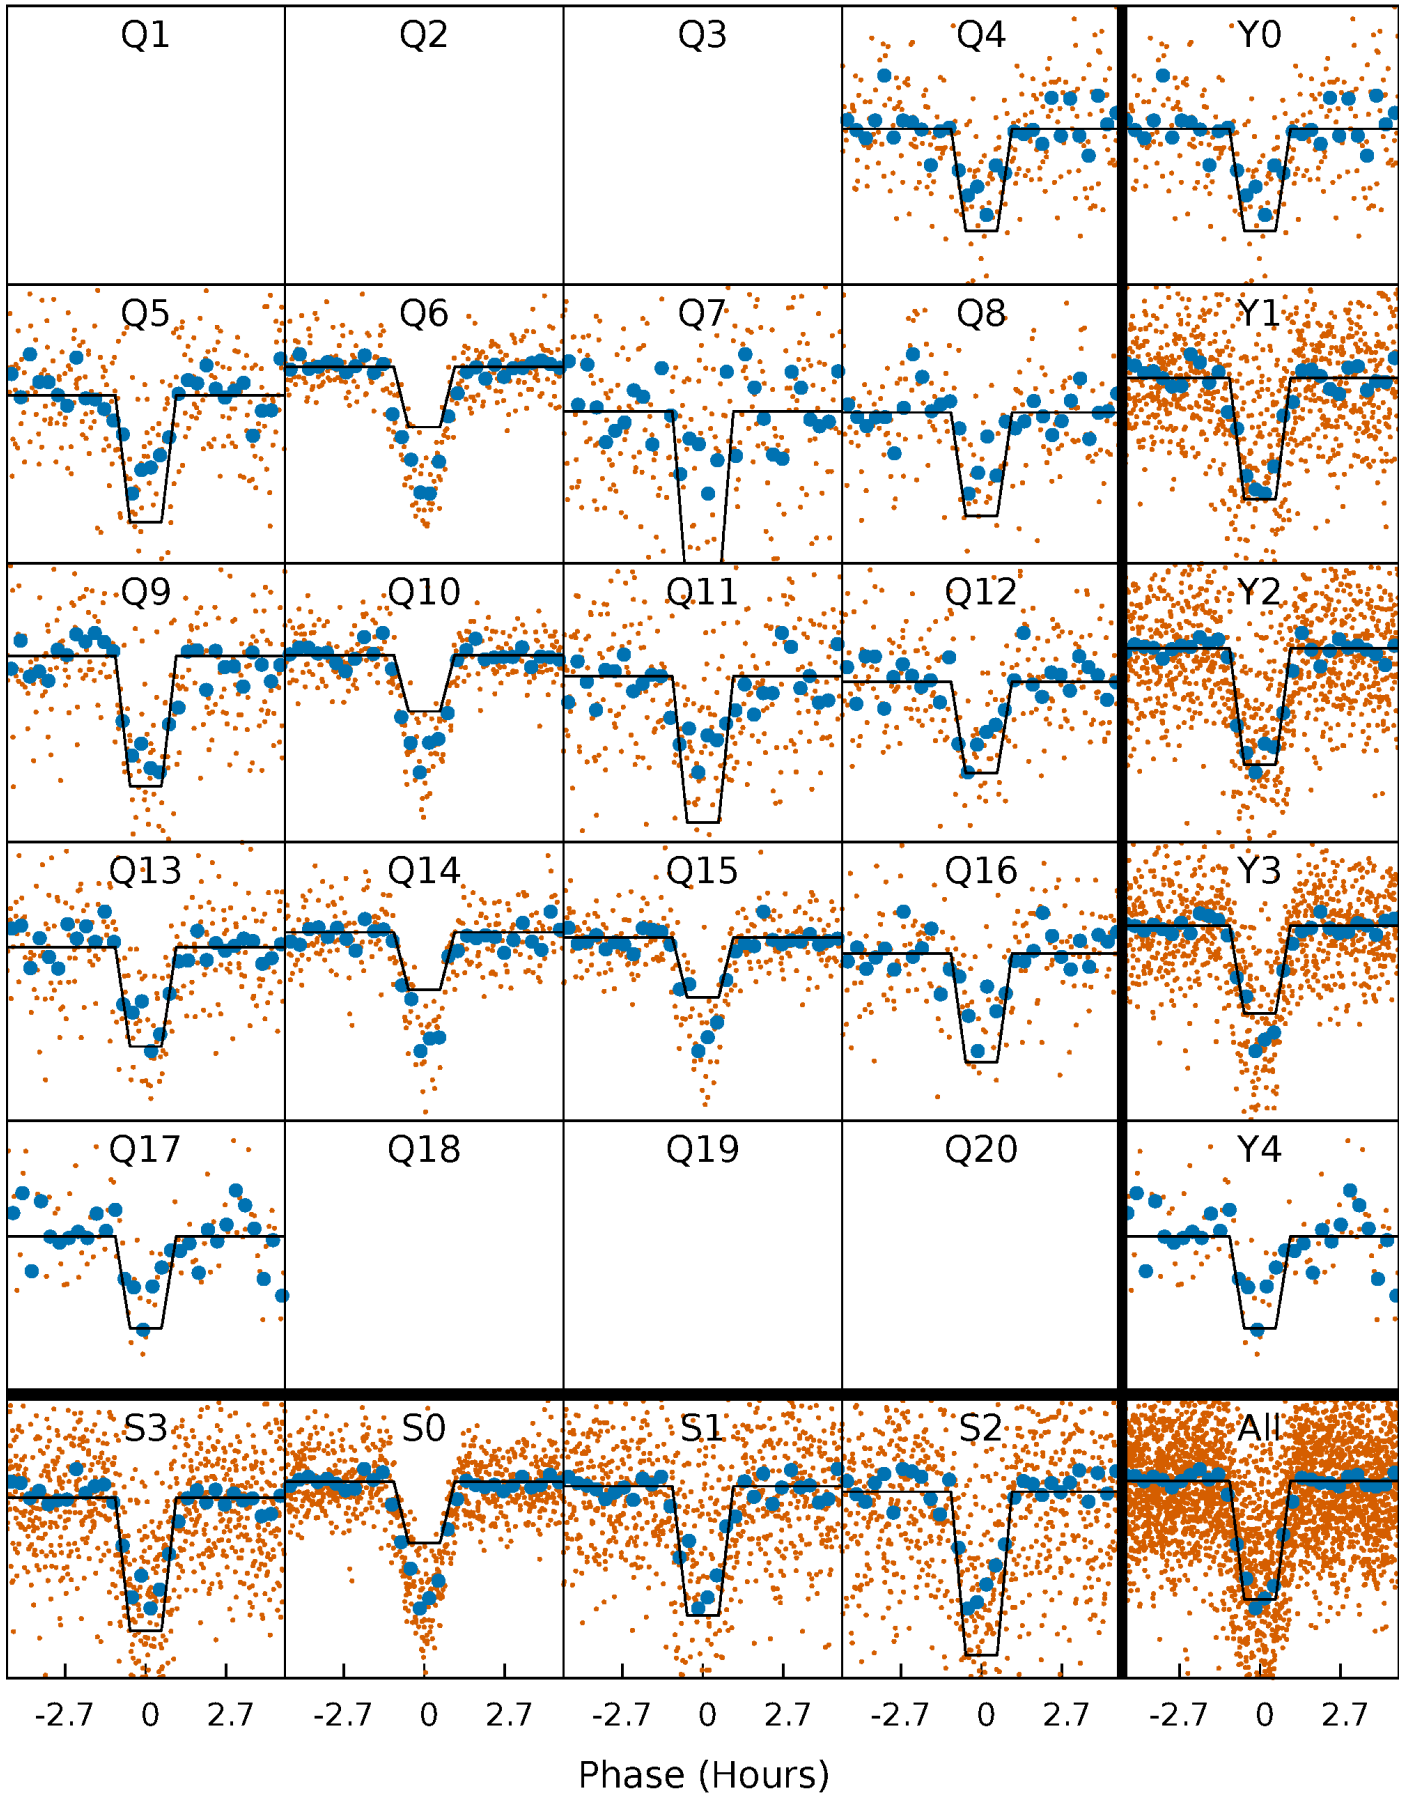 Q1 Q2 Q3 Q4 Y0
Q5 Q6 Q7 Q8 Y1
Q9 Q10 Q11 Q12 Y2
Q13 Q14 Q15 Q16 Y3
Q17 Q18 Q19 Q20 Y4
S3 S0 S1 S2 All
-2.7 0 2.7 -2.7 0 2.7 -2.7 0 2.7 -2.7 0 2.7 -2.7 0 2.7
Phase (Hours)